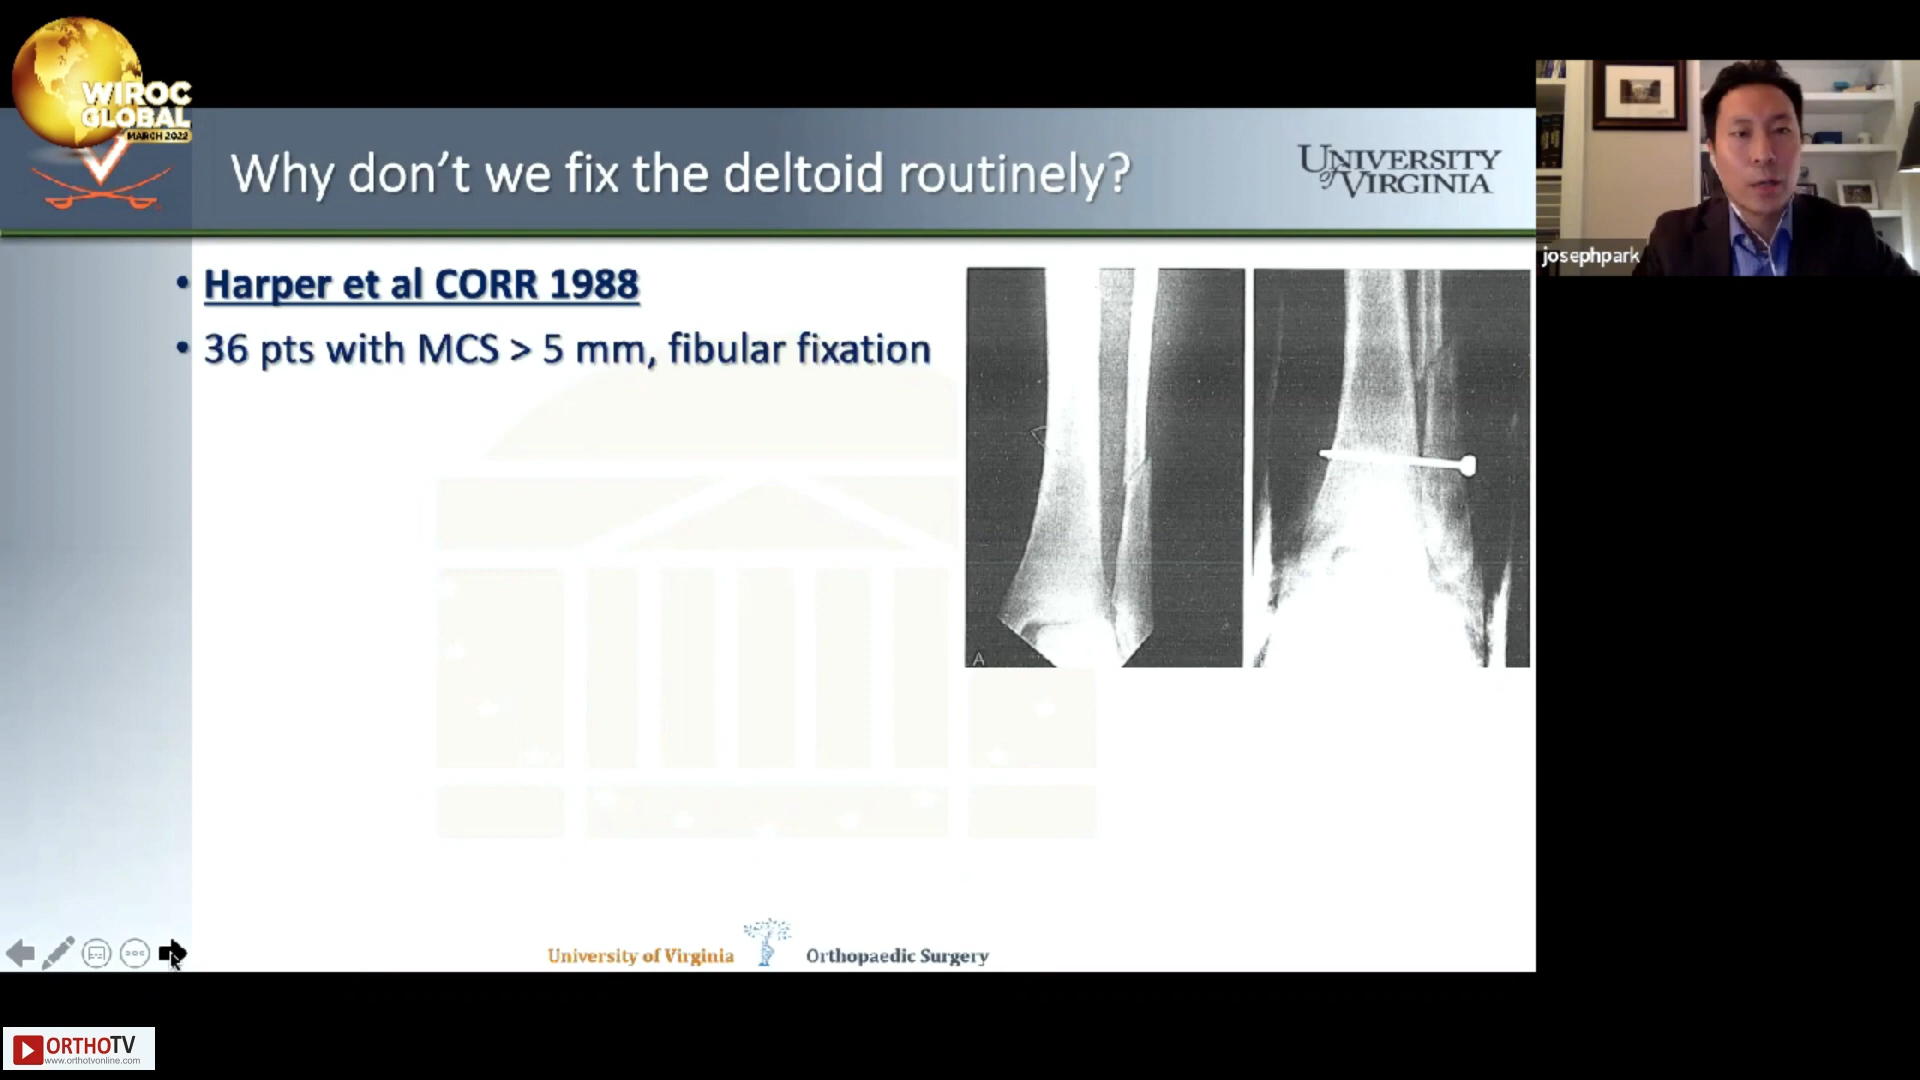 WIROC
GLOBAL
MARCH 2022
Why don't we fix the deltoid routinely?
UNIVERSITY
of VIRGINIA
josephpark
• Harper et al CORR 1988
• 36 pts with MCS > 5 mm, fibular fixation
A
University of Virginia
Orthopaedic Surgery
ORTHOTV
www.orthotvonline.com